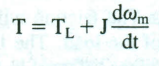 T = T_L + J dω_m/dt